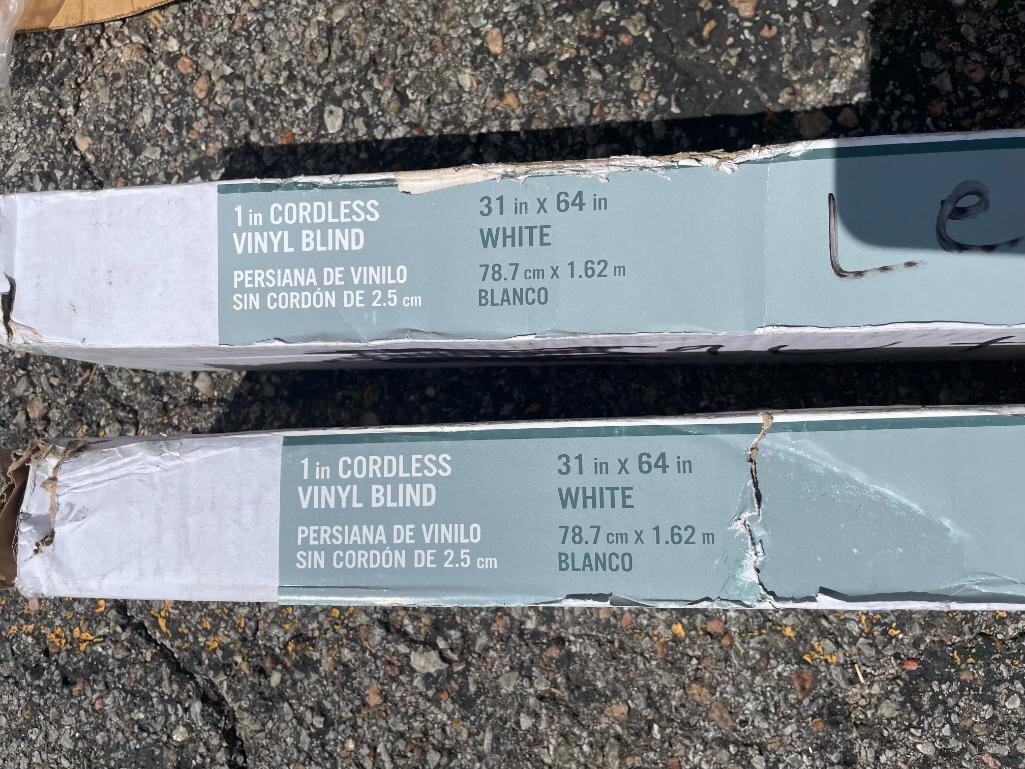 1 in CORDLESS
VINYL BLIND
PERSIANA DE VINILO
SIN CORDÓN DE 2.5 cm
31 in x 64 in
WHITE
78.7 cm x 1.62 m
BLANCO
1 in CORDLESS
VINYL BLIND
PERSIANA DE VINILO
SIN CORDÓN DE 2.5 cm
31 in x 64 in
WHITE
78.7 cm x 1.62 m
BLANCO